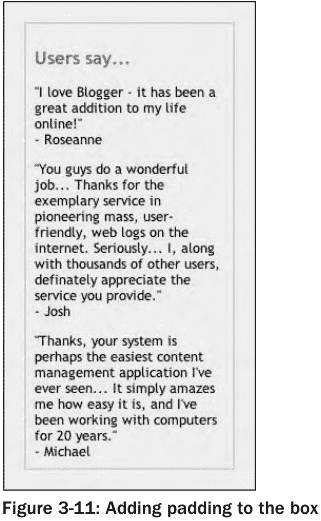 Users say...
"I love Blogger - it has been a
great addition to my life
online!"
- Roseanne
"You guys do a wonderful
job... Thanks for the
exemplary service in
pioneering mass, user-
friendly, web logs on the
internet. Seriously... I, along
with thousands of other users,
definately appreciate the
service you provide."
- Josh
"Thanks, your system is
perhaps the easiest content
management application I've
ever seen... It simply amazes
me how easy it is, and I've
been working with computers
for 20 years."
- Michael
Figure 3-11: Adding padding to the box